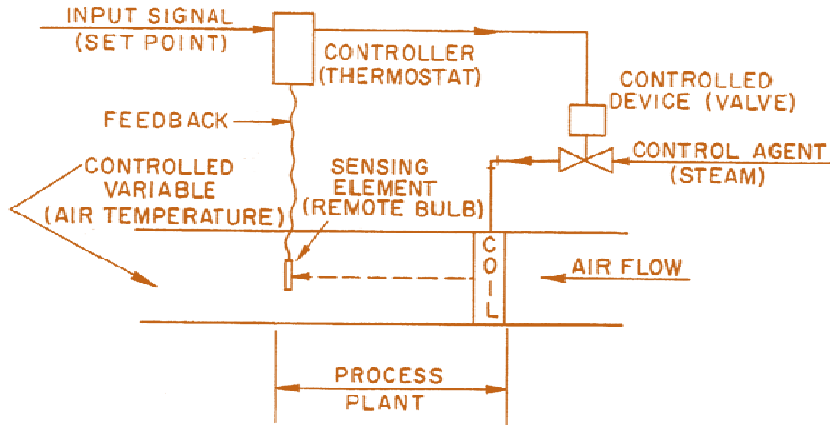 INPUT SIGNAL
(SET POINT)
CONTROLLER
(THERMOSTAT)
CONTROLLED
DEVICE (VALVE)
FEEDBACK
CONTROL AGENT
(STEAM)
CONTROLLED
VARIABLE
(AIR TEMPERATURE)
SENSING
ELEMENT
(REMOTE BULB)
COIL
AIR FLOW
PROCESS
PLANT